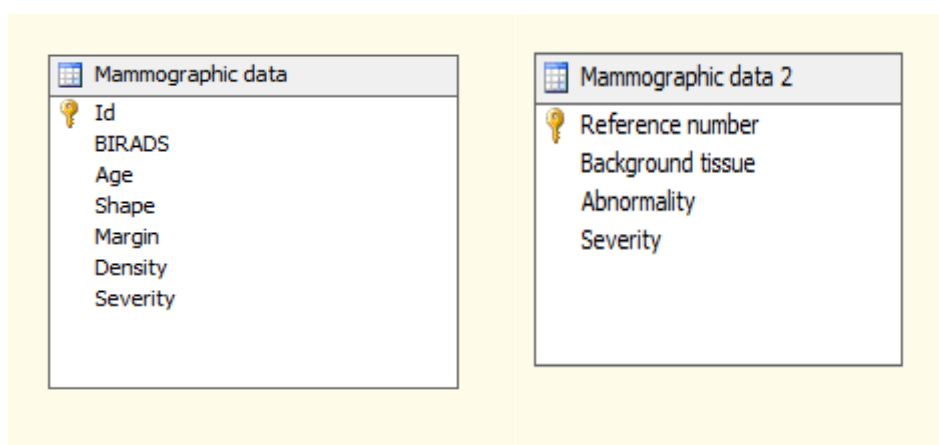 Mammographic data
Id
BIRADS
Age
Shape
Margin
Density
Severity
Mammographic data 2
Reference number
Background tissue
Abnormality
Severity